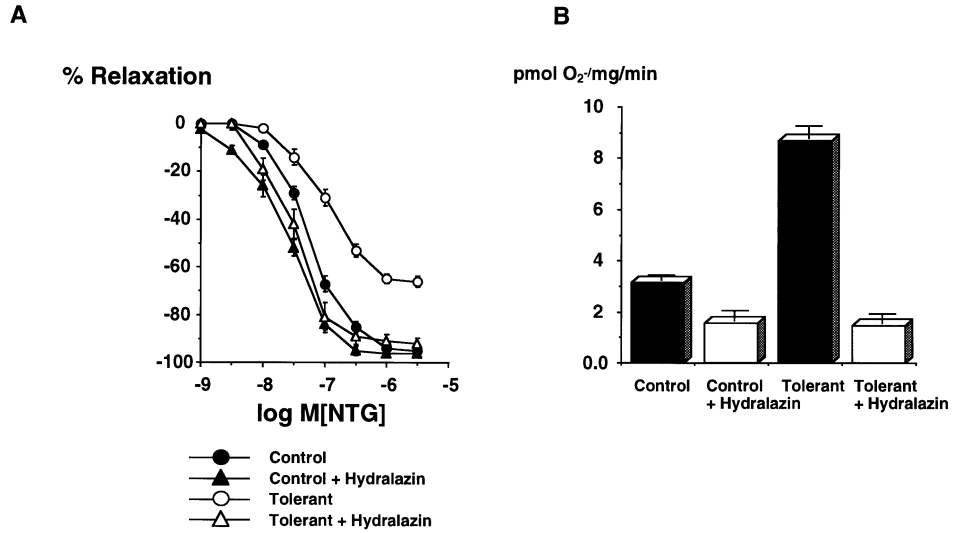 A
B
% Relaxation
pmol O2-/mg/min
0
-20
-40
-60
-80
-100
-9
-8
-7
-6
-5
log M[NTG]
10
8
6
4
2
0.0
Control
Control
+ Hydralazin
Tolerant
Tolerant
+ Hydralazin
Control
Control + Hydralazin
Tolerant
Tolerant + Hydralazin